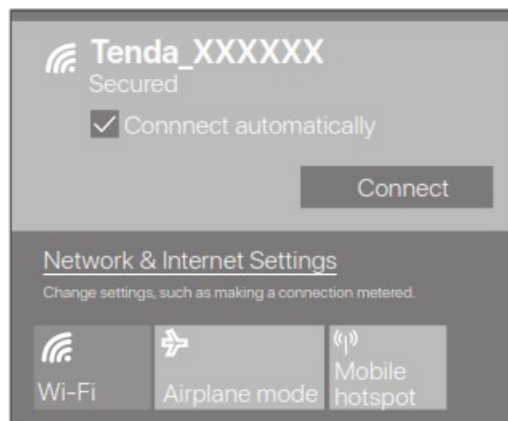 Tenda_XXXXXX
Secured
Connnect automatically
Connect
Network & Internet Settings
Change settings, such as making a connection metered.
Wi-Fi
Airplane mode
Mobile
hotspot